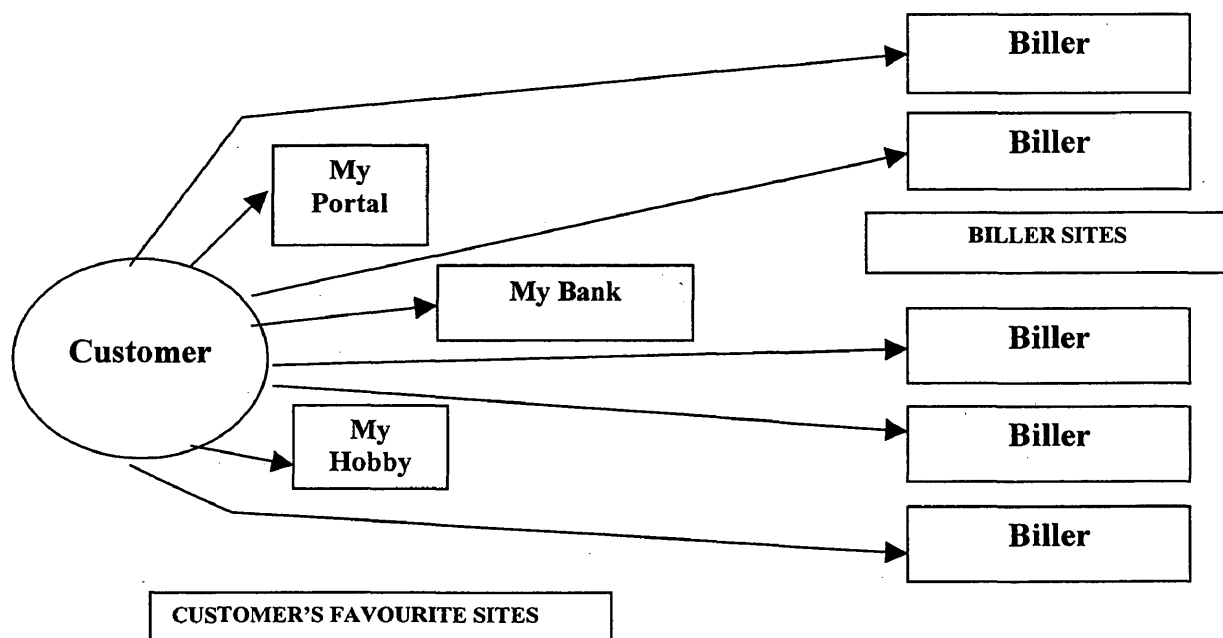 Biller
Biller
My
Portal
BILLER SITES
My Bank
Customer
Biller
Biller
My
Hobby
Biller
CUSTOMER'S FAVOURITE SITES